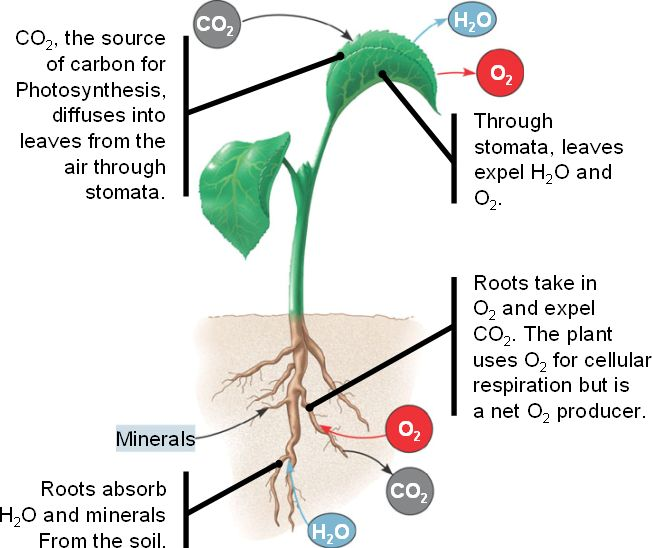 CO₂
H₂O
O₂
CO₂, the source
of carbon for
Photosynthesis,
diffuses into
leaves from the
air through
stomata.
Through
stomata, leaves
expel H₂O and
O₂.
Roots take in
O₂ and expel
CO₂. The plant
uses O₂ for cellular
respiration but is
a net O₂ producer.
Minerals
O₂
CO₂
H₂O
Roots absorb
H₂O and minerals
From the soil.